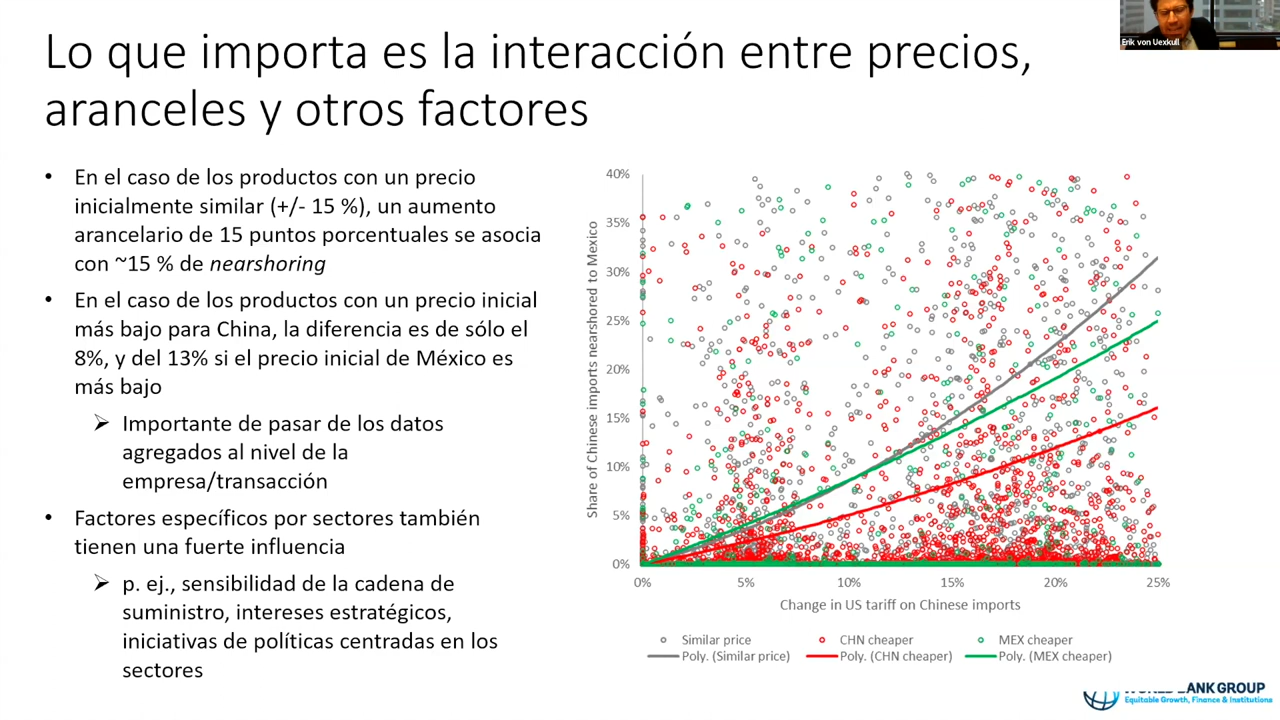 Lo que importa es la interacción entre precios,
aranceles y otros factores
Erik von Uexkull
• En el caso de los productos con un precio
inicialmente similar (+/- 15 %), un aumento
arancelario de 15 puntos porcentuales se asocia
con ~15 % de nearshoring
• En el caso de los productos con un precio inicial
más bajo para China, la diferencia es de sólo el
8%, y del 13% si el precio inicial de México es
más bajo
➢ Importante de pasar de los datos
agregados al nivel de la
empresa/transacción
• Factores específicos por sectores también
tienen una fuerte influencia
➢ p. ej., sensibilidad de la cadena de
suministro, intereses estratégicos,
iniciativas de políticas centradas en los
sectores
Share of Chinese imports nearshored to Mexico
40%
35%
30%
25%
20%
15%
10%
5%
0%
0% 5% 10% 15% 20% 25%
Change in US tariff on Chinese imports
Similar price CHN cheaper MEX cheaper
Poly. (Similar price) Poly. (CHN cheaper) Poly. (MEX cheaper)
WORLD BANK GROUP
Equitable Growth, Finance & Institutions